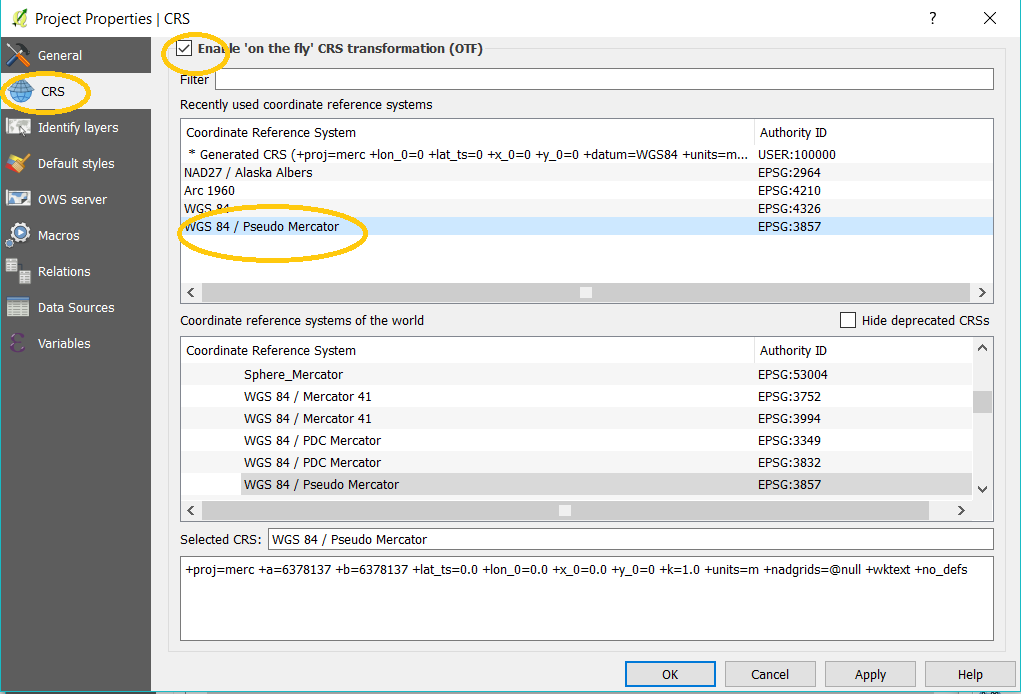 Project Properties | CRS
?
General
CRS
Identify layers
Default styles
OWS server
Macros
Relations
Data Sources
Variables
Enable 'on the fly' CRS transformation (OTF)
Filter
Recently used coordinate reference systems
Coordinate Reference System Authority ID
* Generated CRS (+proj=merc +lon_0=0 +lat_ts=0 +x_0=0 +y_0=0 +datum=WGS84 +units=m... USER:100000
NAD27 / Alaska Albers EPSG:2964
Arc 1960 EPSG:4210
WGS 84 EPSG:4326
WGS 84 / Pseudo Mercator EPSG:3857
Coordinate reference systems of the world Hide deprecated CRSs
Coordinate Reference System Authority ID
Sphere_Mercator EPSG:53004
WGS 84 / Mercator 41 EPSG:3752
WGS 84 / Mercator 41 EPSG:3994
WGS 84 / PDC Mercator EPSG:3349
WGS 84 / PDC Mercator EPSG:3832
WGS 84 / Pseudo Mercator EPSG:3857
Selected CRS: WGS 84 / Pseudo Mercator
+proj=merc +a=6378137 +b=6378137 +lat_ts=0.0 +lon_0=0.0 +x_0=0.0 +y_0=0 +k=1.0 +units=m +nadgrids=@null +wktext +no_defs
OK Cancel Apply Help